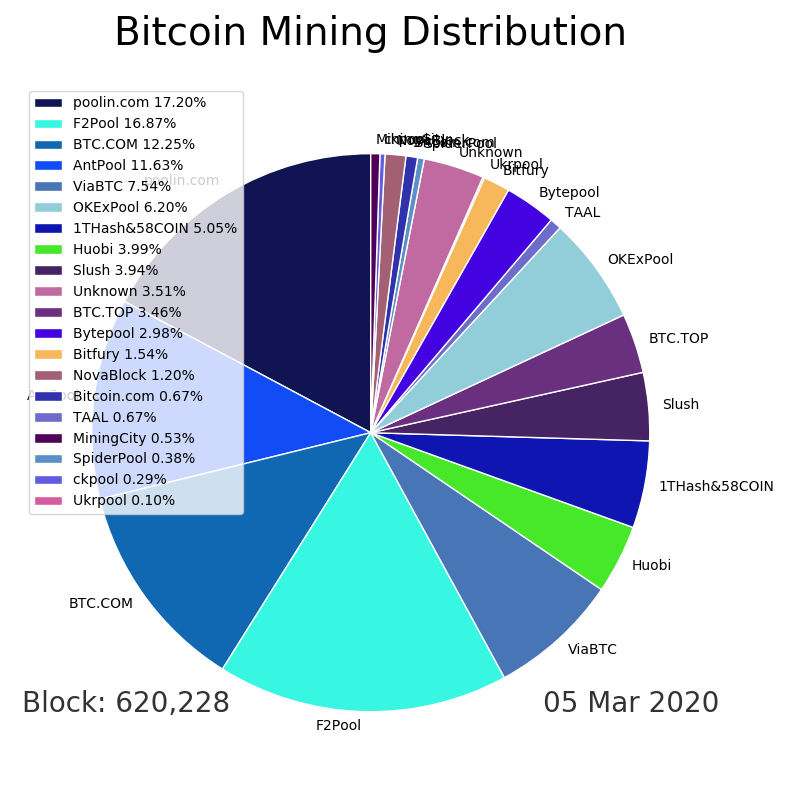 Bitcoin Mining Distribution
poolin.com 17.20%
F2Pool 16.87%
BTC.COM 12.25%
AntPool 11.63%
ViaBTC 7.54%
OKExPool 6.20%
1THash&58COIN 5.05%
Huobi 3.99%
Slush 3.94%
Unknown 3.51%
BTC.TOP 3.46%
Bytepool 2.98%
Bitfury 1.54%
NovaBlock 1.20%
Bitcoin.com 0.67%
TAAL 0.67%
MiningCity 0.53%
SpiderPool 0.38%
ckpool 0.29%
Ukrpool 0.10%
poolin.com
Unknown
Ukrpool
Bitfury
Bytepool
TAAL
OKExPool
BTC.TOP
Slush
1THash&58COIN
Huobi
ViaBTC
F2Pool
BTC.COM
Block: 620,228
05 Mar 2020